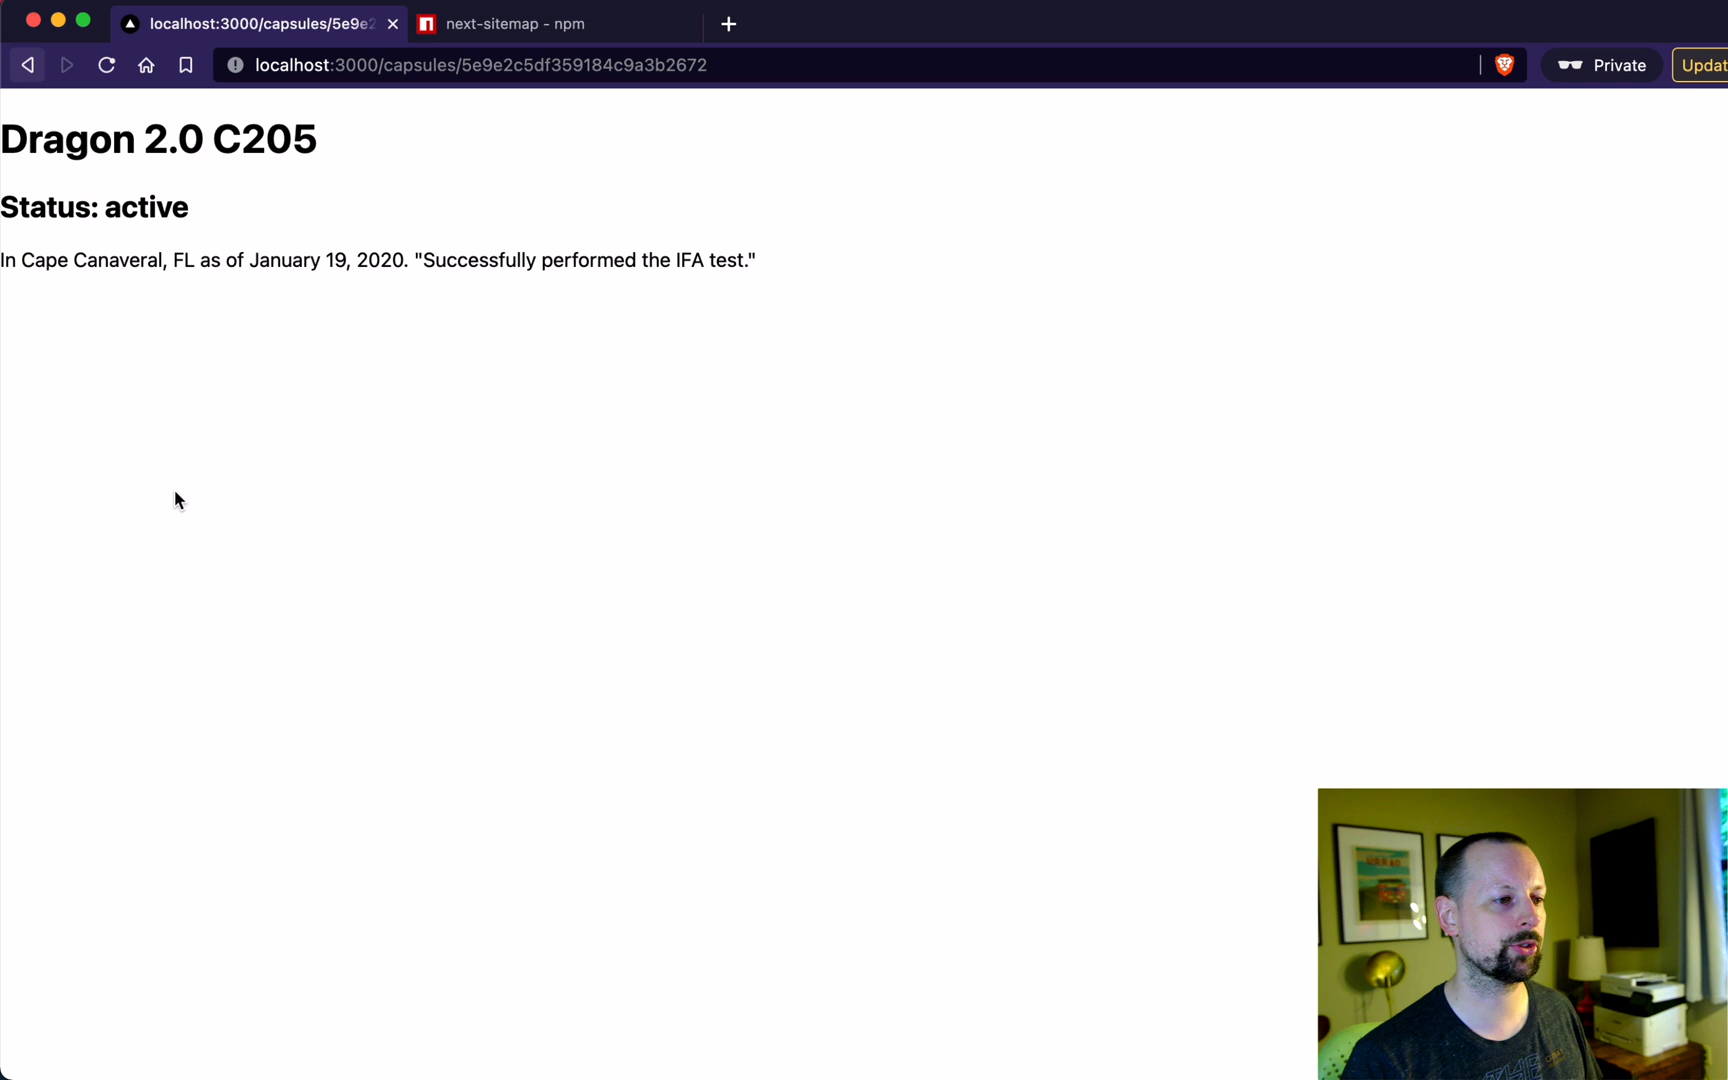 localhost:3000/capsules/5e9e2
next-sitemap - npm
localhost:3000/capsules/5e9e2c5df359184c9a3b2672
Private
Updat
Dragon 2.0 C205
Status: active
In Cape Canaveral, FL as of January 19, 2020. "Successfully performed the IFA test."